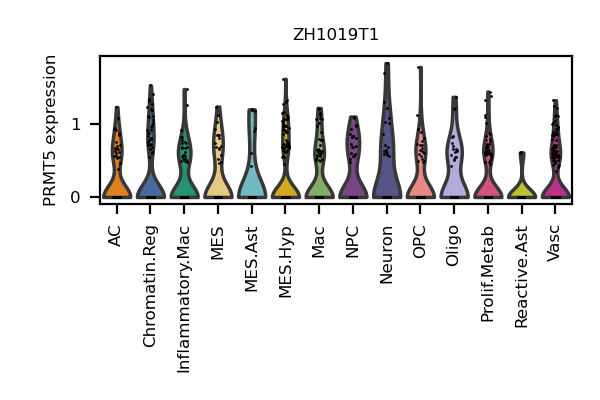 ZH1019T1
PRMT5 expression
1
0
AC
Chromatin.Reg
Inflammatory.Mac
MES
MES.Ast
MES.Hyp
Mac
NPC
Neuron
OPC
Oligo
Prolif.Metab
Reactive.Ast
Vasc